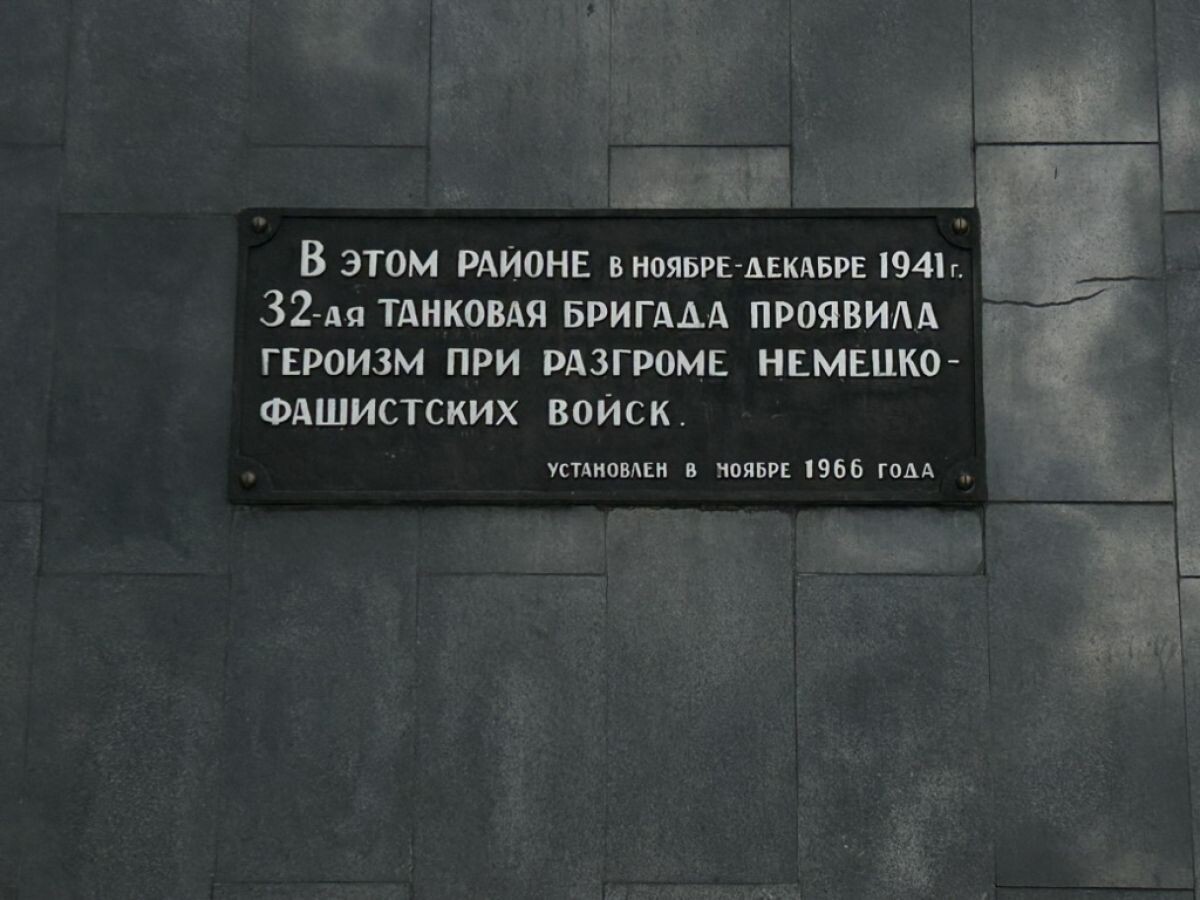 В ЭТОМ РАЙОНЕ В НОЯБРЕ-ДЕКАБРЕ 1941 г.
32-АЯ ТАНКОВАЯ БРИГАДА ПРОЯВИЛА
ГЕРОИЗМ ПРИ РАЗГРОМЕ НЕМЕЦКО-
ФАШИСТСКИХ ВОЙСК.
УСТАНОВЛЕН В НОЯБРЕ 1966 ГОДА